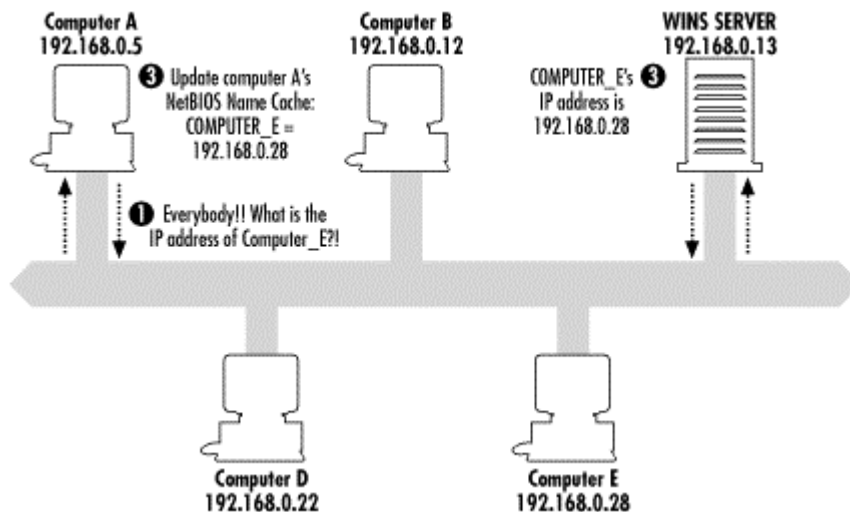 Computer A
192.168.0.5
Computer B
192.168.0.12
WINS SERVER
192.168.0.13
❸ Update computer A's
NetBIOS Name Cache:
COMPUTER_E =
192.168.0.28
COMPUTER_E's ❸
IP address is
192.168.0.28
❶ Everybody!! What is the
IP address of Computer_E?!
Computer D
192.168.0.22
Computer E
192.168.0.28